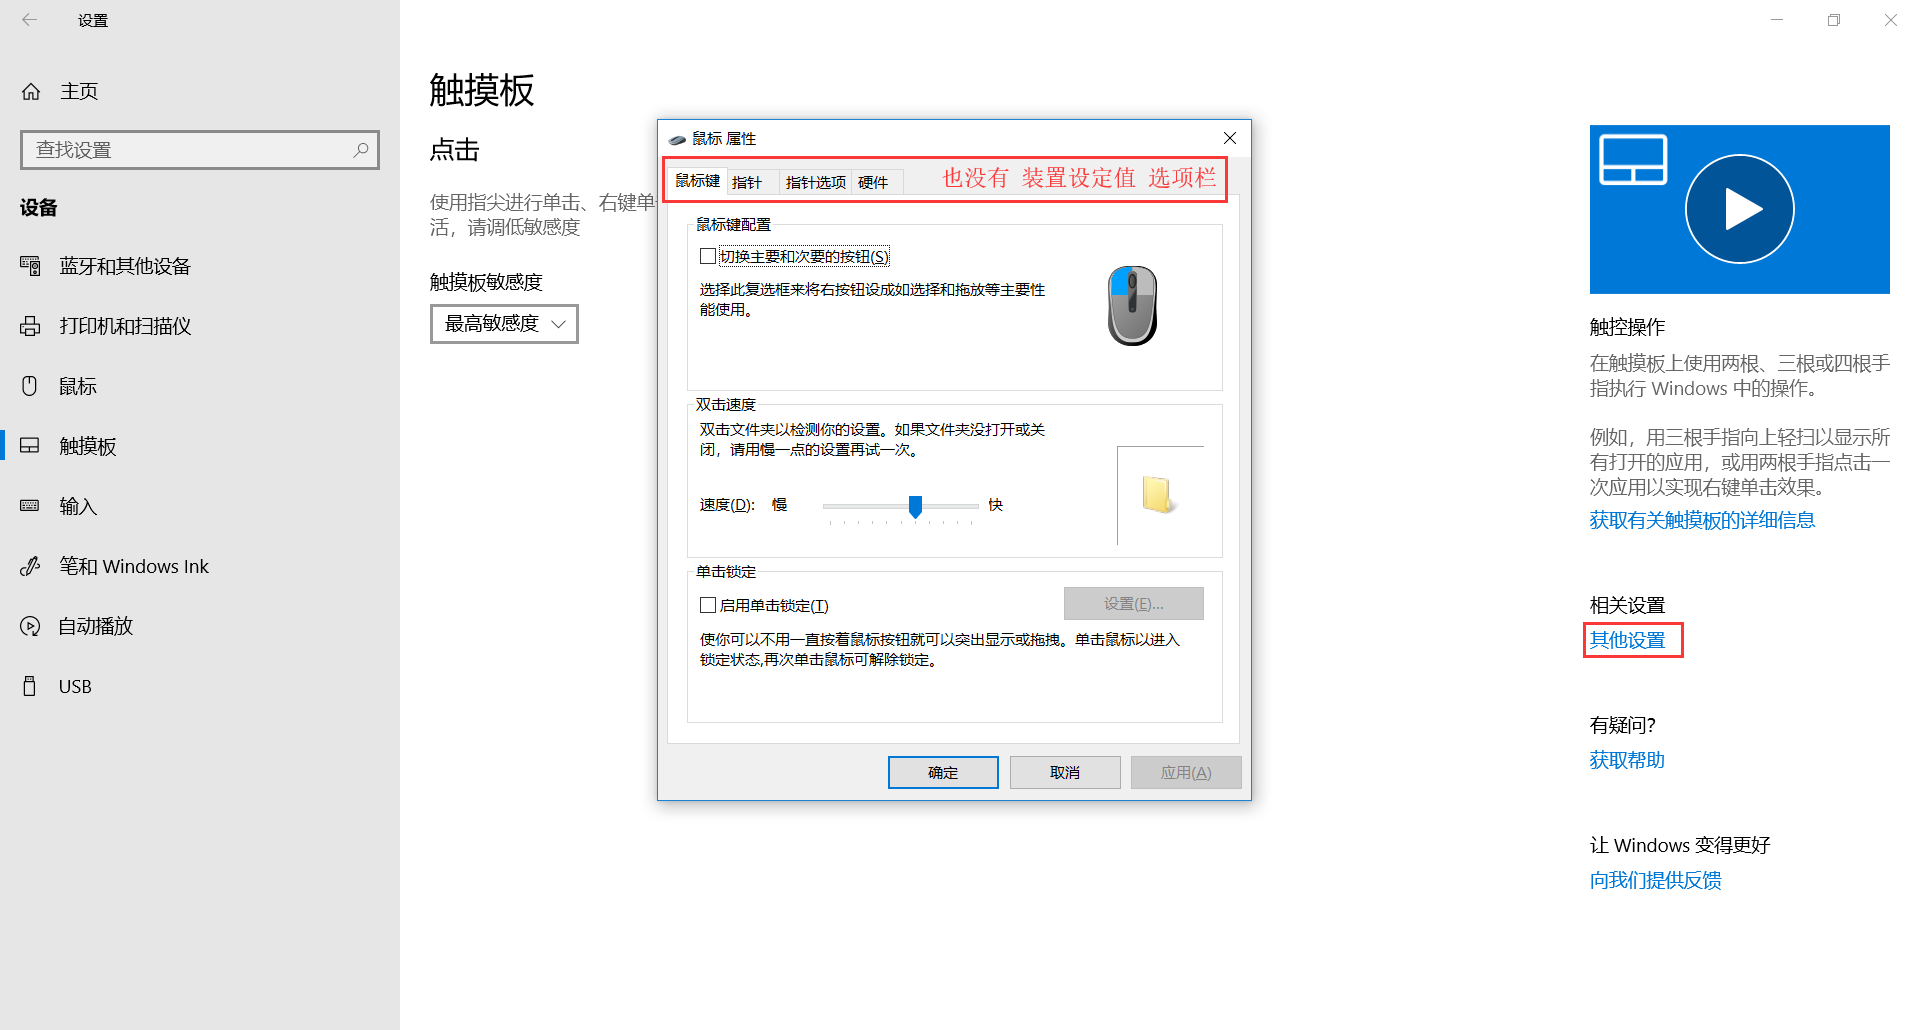 设置
主页
查找设置
设备
蓝牙和其他设备
打印机和扫描仪
鼠标
触摸板
输入
笔和 Windows Ink
自动播放
USB
触摸板
点击
使用指尖进行单击、右键单
活，请调低敏感度
触摸板敏感度
最高敏感度
鼠标 属性
鼠标键 指针 指针选项 硬件
也没有 装置设定值 选项栏
鼠标键配置
切换主要和次要的按钮(S)
选择此复选框来将右按钮设成如选择和拖放等主要性
能使用。
双击速度
双击文件夹以检测你的设置。如果文件夹没打开或关
闭，请用慢一点的设置再试一次。
速度(D): 慢 快
单击锁定
启用单击锁定(T)
设置(E)...
使你可以不用一直按着鼠标按钮就可以突出显示或拖拽。单击鼠标以进入
锁定状态,再次单击鼠标可解除锁定。
确定 取消 应用(A)
触控操作
在触摸板上使用两根、三根或四根手
指执行 Windows 中的操作。
例如，用三根手指向上轻扫以显示所
有打开的应用，或用两根手指点击一
次应用以实现右键单击效果。
获取有关触摸板的详细信息
相关设置
其他设置
有疑问?
获取帮助
让 Windows 变得更好
向我们提供反馈